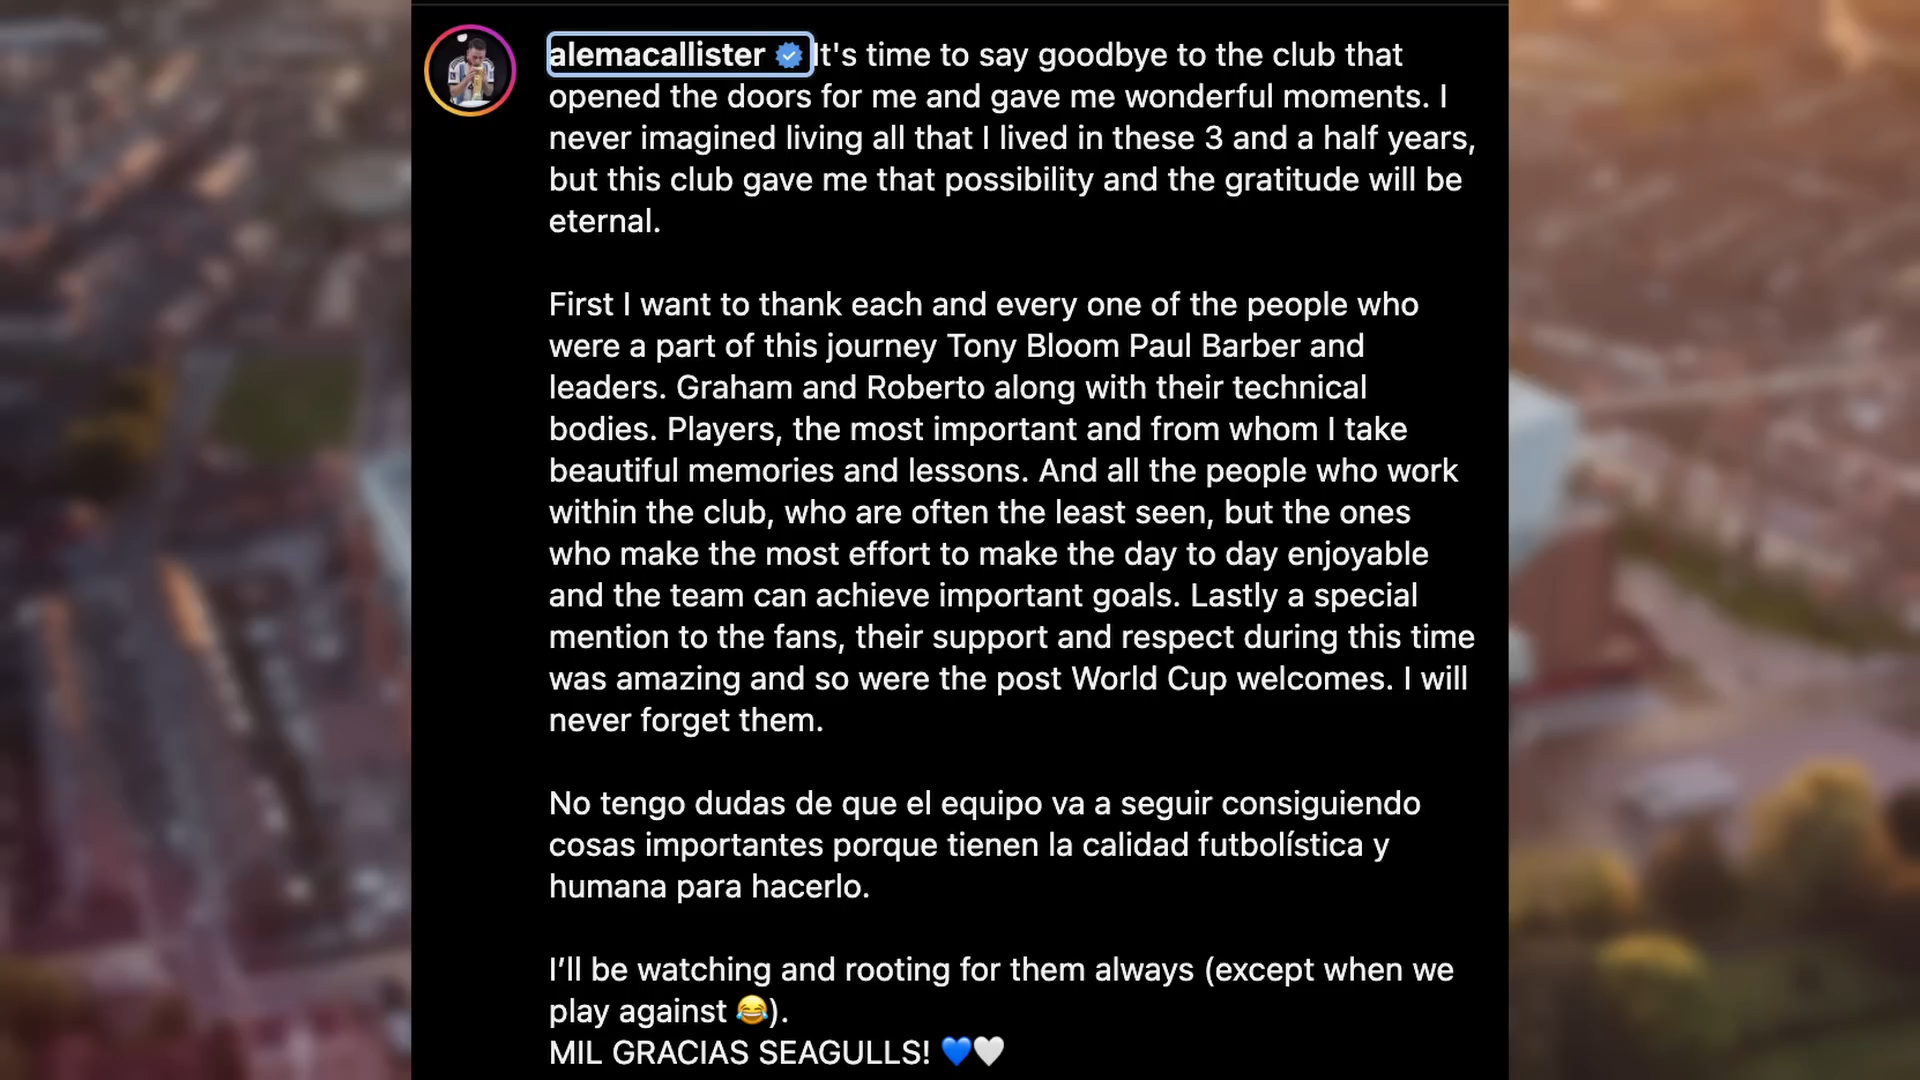 alemacallister It's time to say goodbye to the club that
opened the doors for me and gave me wonderful moments. I
never imagined living all that I lived in these 3 and a half years,
but this club gave me that possibility and the gratitude will be
eternal.
First I want to thank each and every one of the people who
were a part of this journey Tony Bloom Paul Barber and
leaders. Graham and Roberto along with their technical
bodies. Players, the most important and from whom I take
beautiful memories and lessons. And all the people who work
within the club, who are often the least seen, but the ones
who make the most effort to make the day to day enjoyable
and the team can achieve important goals. Lastly a special
mention to the fans, their support and respect during this time
was amazing and so were the post World Cup welcomes. I will
never forget them.
No tengo dudas de que el equipo va a seguir consiguiendo
cosas importantes porque tienen la calidad futbolística y
humana para hacerlo.
I’ll be watching and rooting for them always (except when we
play against 😂).
MIL GRACIAS SEAGULLS! 💙🤍